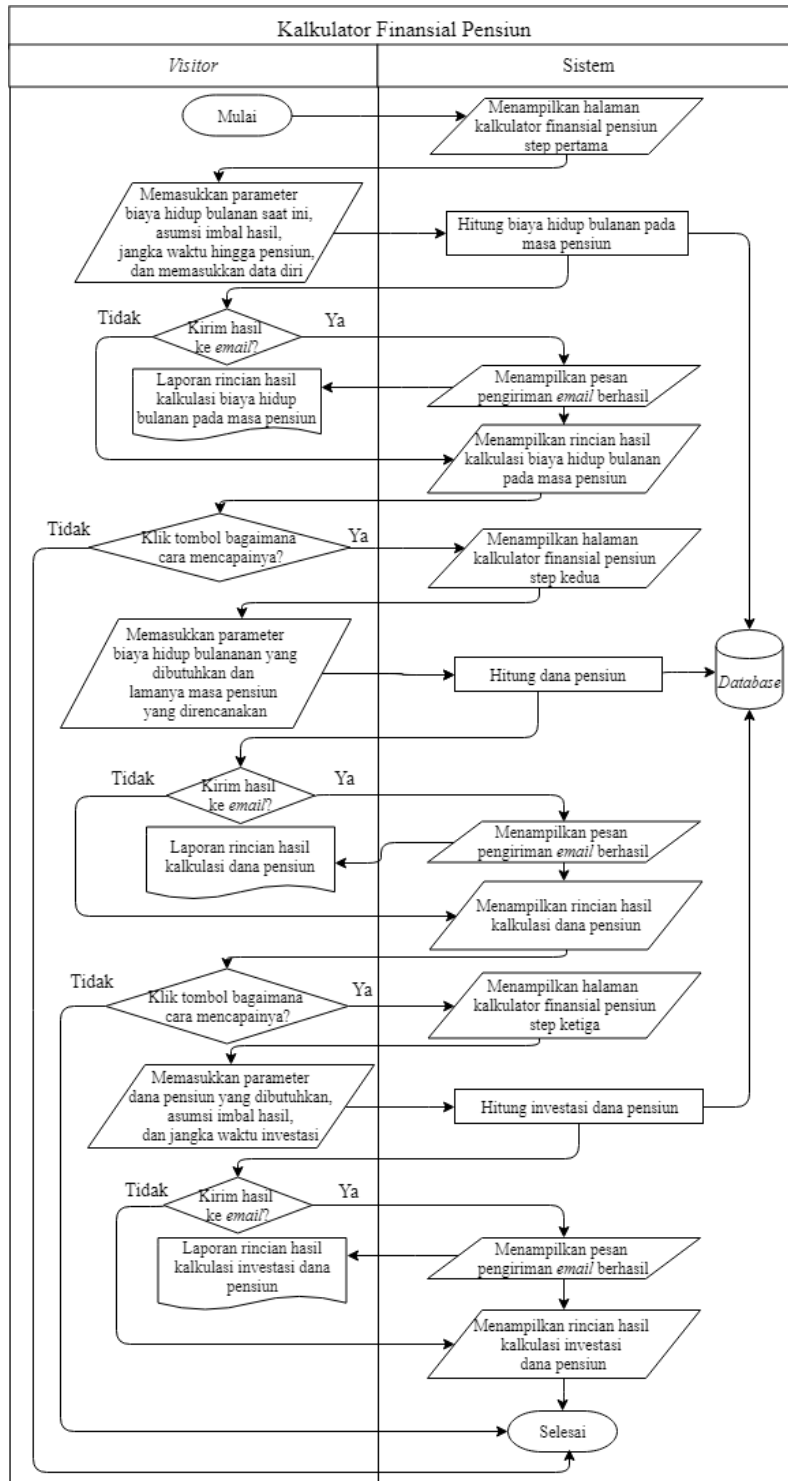 Kalkulator Finansial Pensiun
Visitor
Sistem
Mulai
Menampilkan halaman
kalkulator finansial pensiun
step pertama
Memasukkan parameter
biaya hidup bulanan saat ini,
asumsi imbal hasil,
jangka waktu hingga pensiun,
dan memasukkan data diri
Hitung biaya hidup bulanan pada
masa pensiun
Tidak
Kirim hasil
ke email?
Ya
Laporan rincian hasil
kalkulasi biaya hidup
bulanan pada masa pensiun
Menampilkan pesan
pengiriman email berhasil
Menampilkan rincian hasil
kalkulasi biaya hidup bulanan
pada masa pensiun
Tidak
Klik tombol bagaimana
cara mencapainya?
Ya
Menampilkan halaman
kalkulator finansial pensiun
step kedua
Memasukkan parameter
biaya hidup bulananan yang
dibutuhkan dan
lamanya masa pensiun
yang direncanakan
Hitung dana pensiun
Database
Tidak
Kirim hasil
ke email?
Ya
Laporan rincian hasil
kalkulasi dana pensiun
Menampilkan pesan
pengiriman email berhasil
Menampilkan rincian hasil
kalkulasi dana pensiun
Tidak
Klik tombol bagaimana
cara mencapainya?
Ya
Menampilkan halaman
kalkulator finansial pensiun
step ketiga
Memasukkan parameter
dana pensiun yang dibutuhkan,
asumsi imbal hasil,
dan jangka waktu investasi
Hitung investasi dana pensiun
Tidak
Kirim hasil
ke email?
Ya
Laporan rincian hasil
kalkulasi investasi dana
pensiun
Menampilkan pesan
pengiriman email berhasil
Menampilkan rincian hasil
kalkulasi investasi
dana pensiun
Selesai